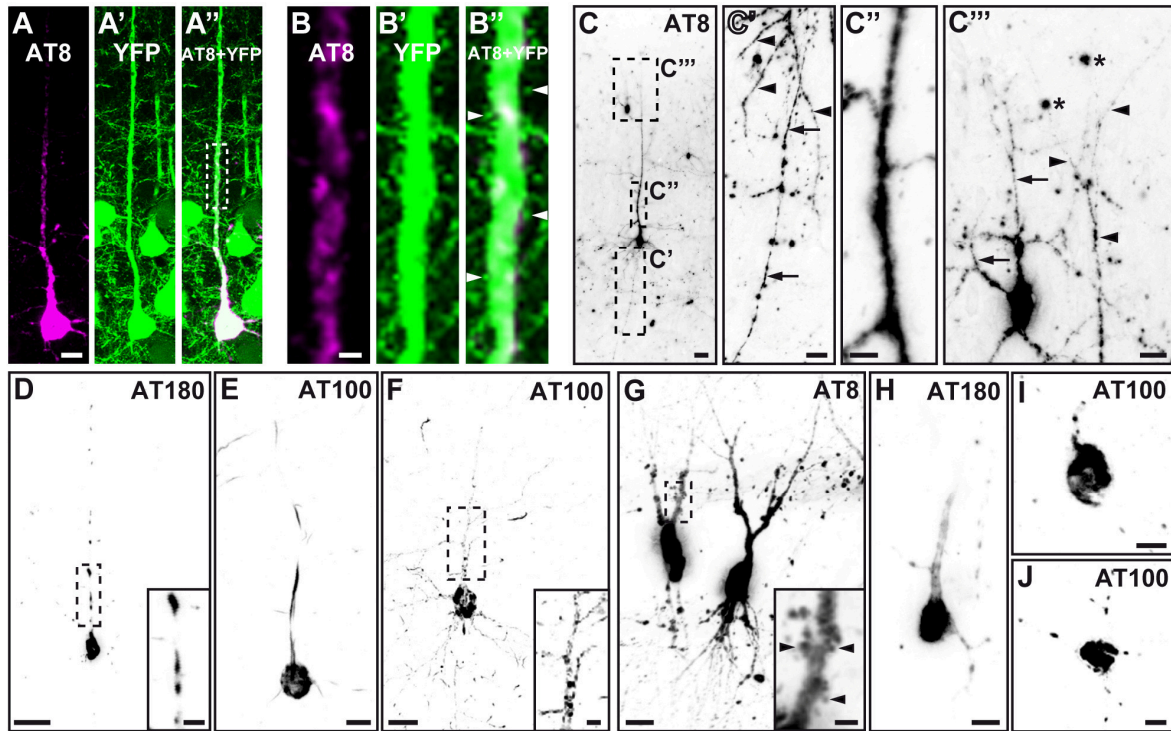 A
AT8
A'
YFP
A''
AT8+YFP
B
AT8
B'
YFP
B''
AT8+YFP
C
AT8
C'''
C''
C'
C'
C''
C'''
*
*
D
AT180
E
AT100
F
AT100
G
AT8
H
AT180
I
AT100
J
AT100